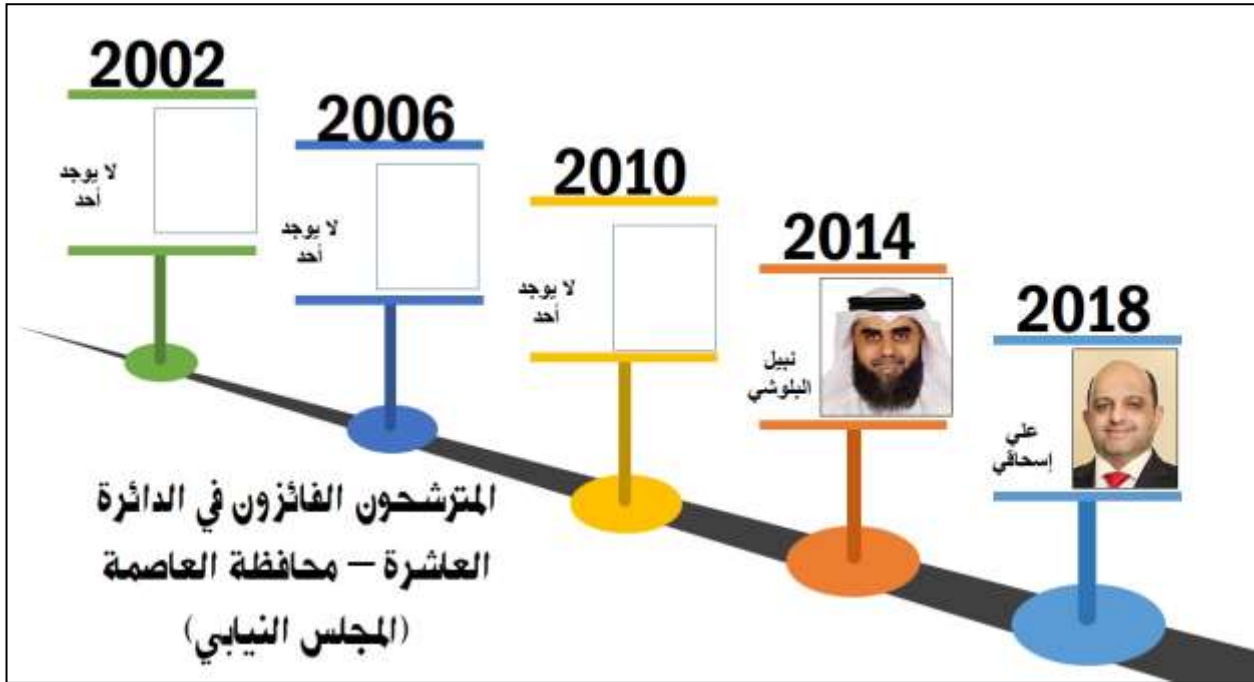 2002
لا يوجد
أحد
2006
لا يوجد
أحد
2010
لا يوجد
أحد
2014
نبيل
البلوشي
2018
علي
إسحاقي
المترشحون الفائزون في الدائرة
العاشرة – محافظة العاصمة
(المجلس النيابي)